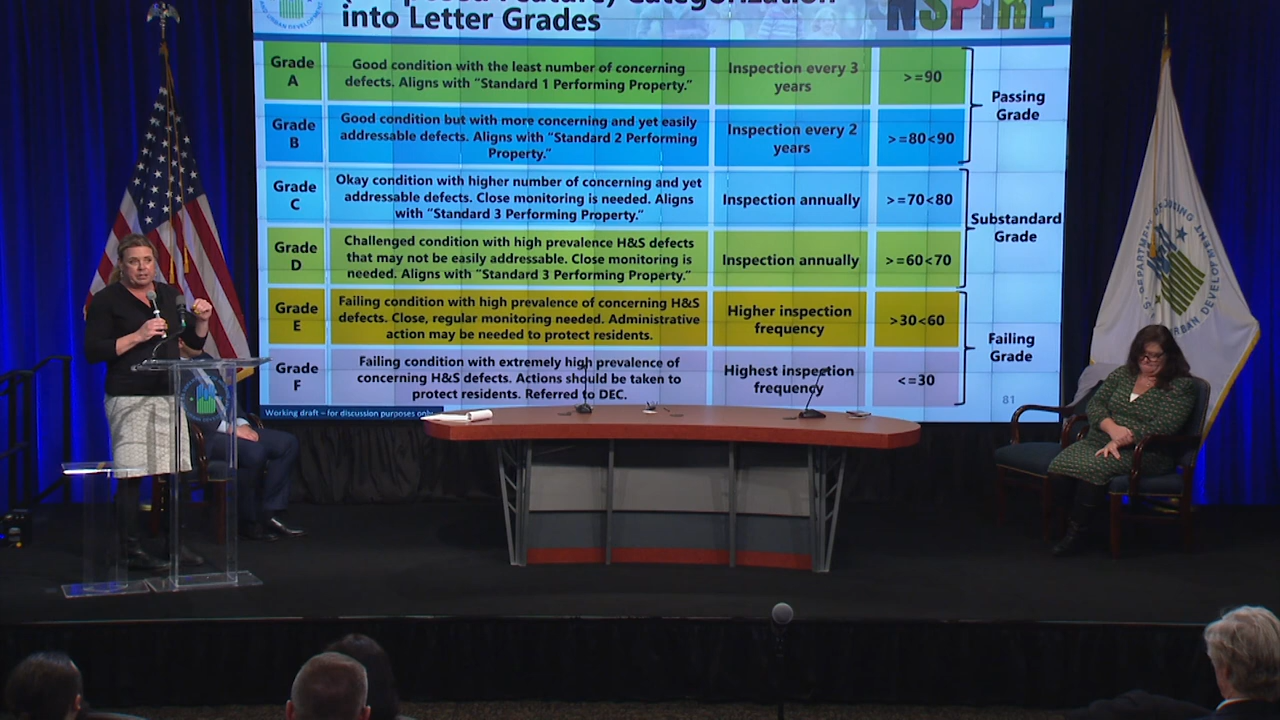 Categorization
into Letter Grades
NSPIRE
Grade
A
Good condition with the least number of concerning
defects. Aligns with “Standard 1 Performing Property.”
Inspection every 3
years
>=90
Grade
B
Good condition but with more concerning and yet easily
addressable defects. Aligns with “Standard 2 Performing
Property.”
Inspection every 2
years
>=80<90
Passing
Grade
Grade
C
Okay condition with higher number of concerning and yet
addressable defects. Close monitoring is needed. Aligns
with “Standard 3 Performing Property.”
Inspection annually
>=70<80
Grade
D
Challenged condition with high prevalence H&S defects
that may not be easily addressable. Close monitoring is
needed. Aligns with “Standard 3 Performing Property.”
Inspection annually
>=60<70
Substandard
Grade
Grade
E
Failing condition with high prevalence of concerning H&S
defects. Close, regular monitoring needed. Administrative
action may be needed to protect residents.
Higher inspection
frequency
>30<60
Grade
F
Failing condition with extremely high prevalence of
concerning H&S defects. Actions should be taken to
protect residents. Referred to DEC.
Highest inspection
frequency
<=30
Failing
Grade
Working draft – for discussion purposes only
81